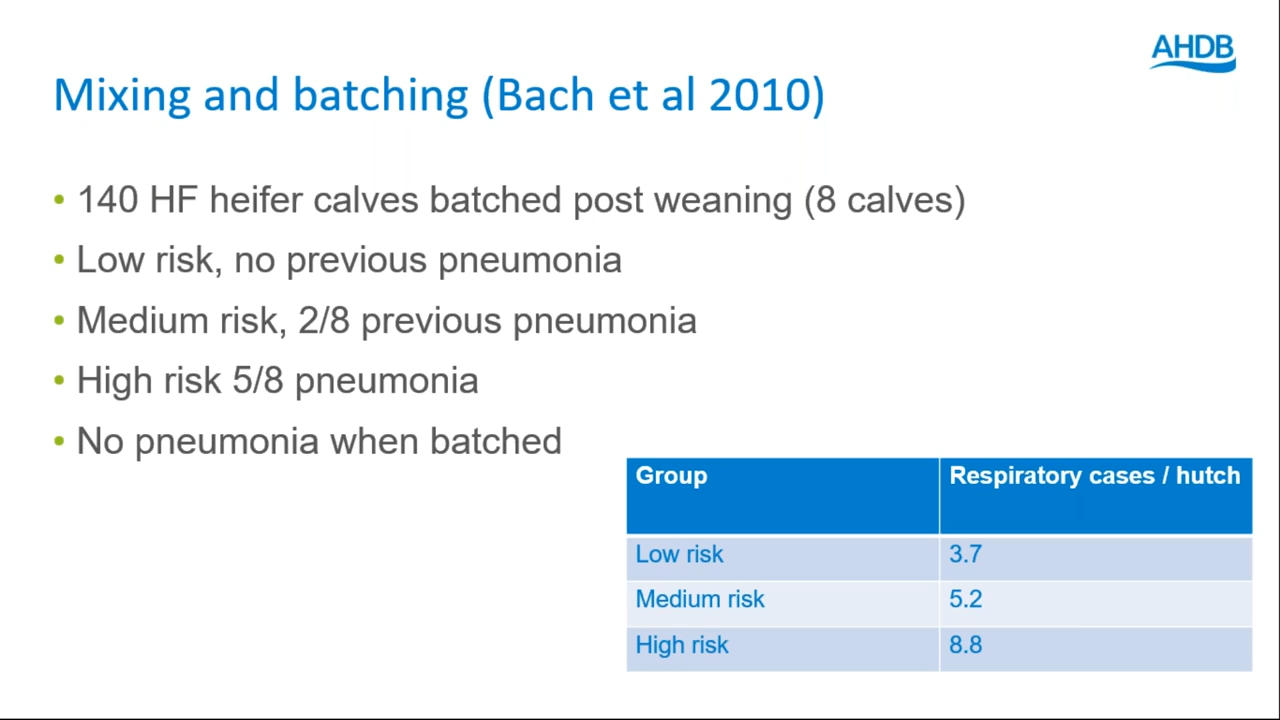 AHDB
Mixing and batching (Bach et al 2010)
• 140 HF heifer calves batched post weaning (8 calves)
• Low risk, no previous pneumonia
• Medium risk, 2/8 previous pneumonia
• High risk 5/8 pneumonia
• No pneumonia when batched
Group Respiratory cases / hutch
Low risk 3.7
Medium risk 5.2
High risk 8.8